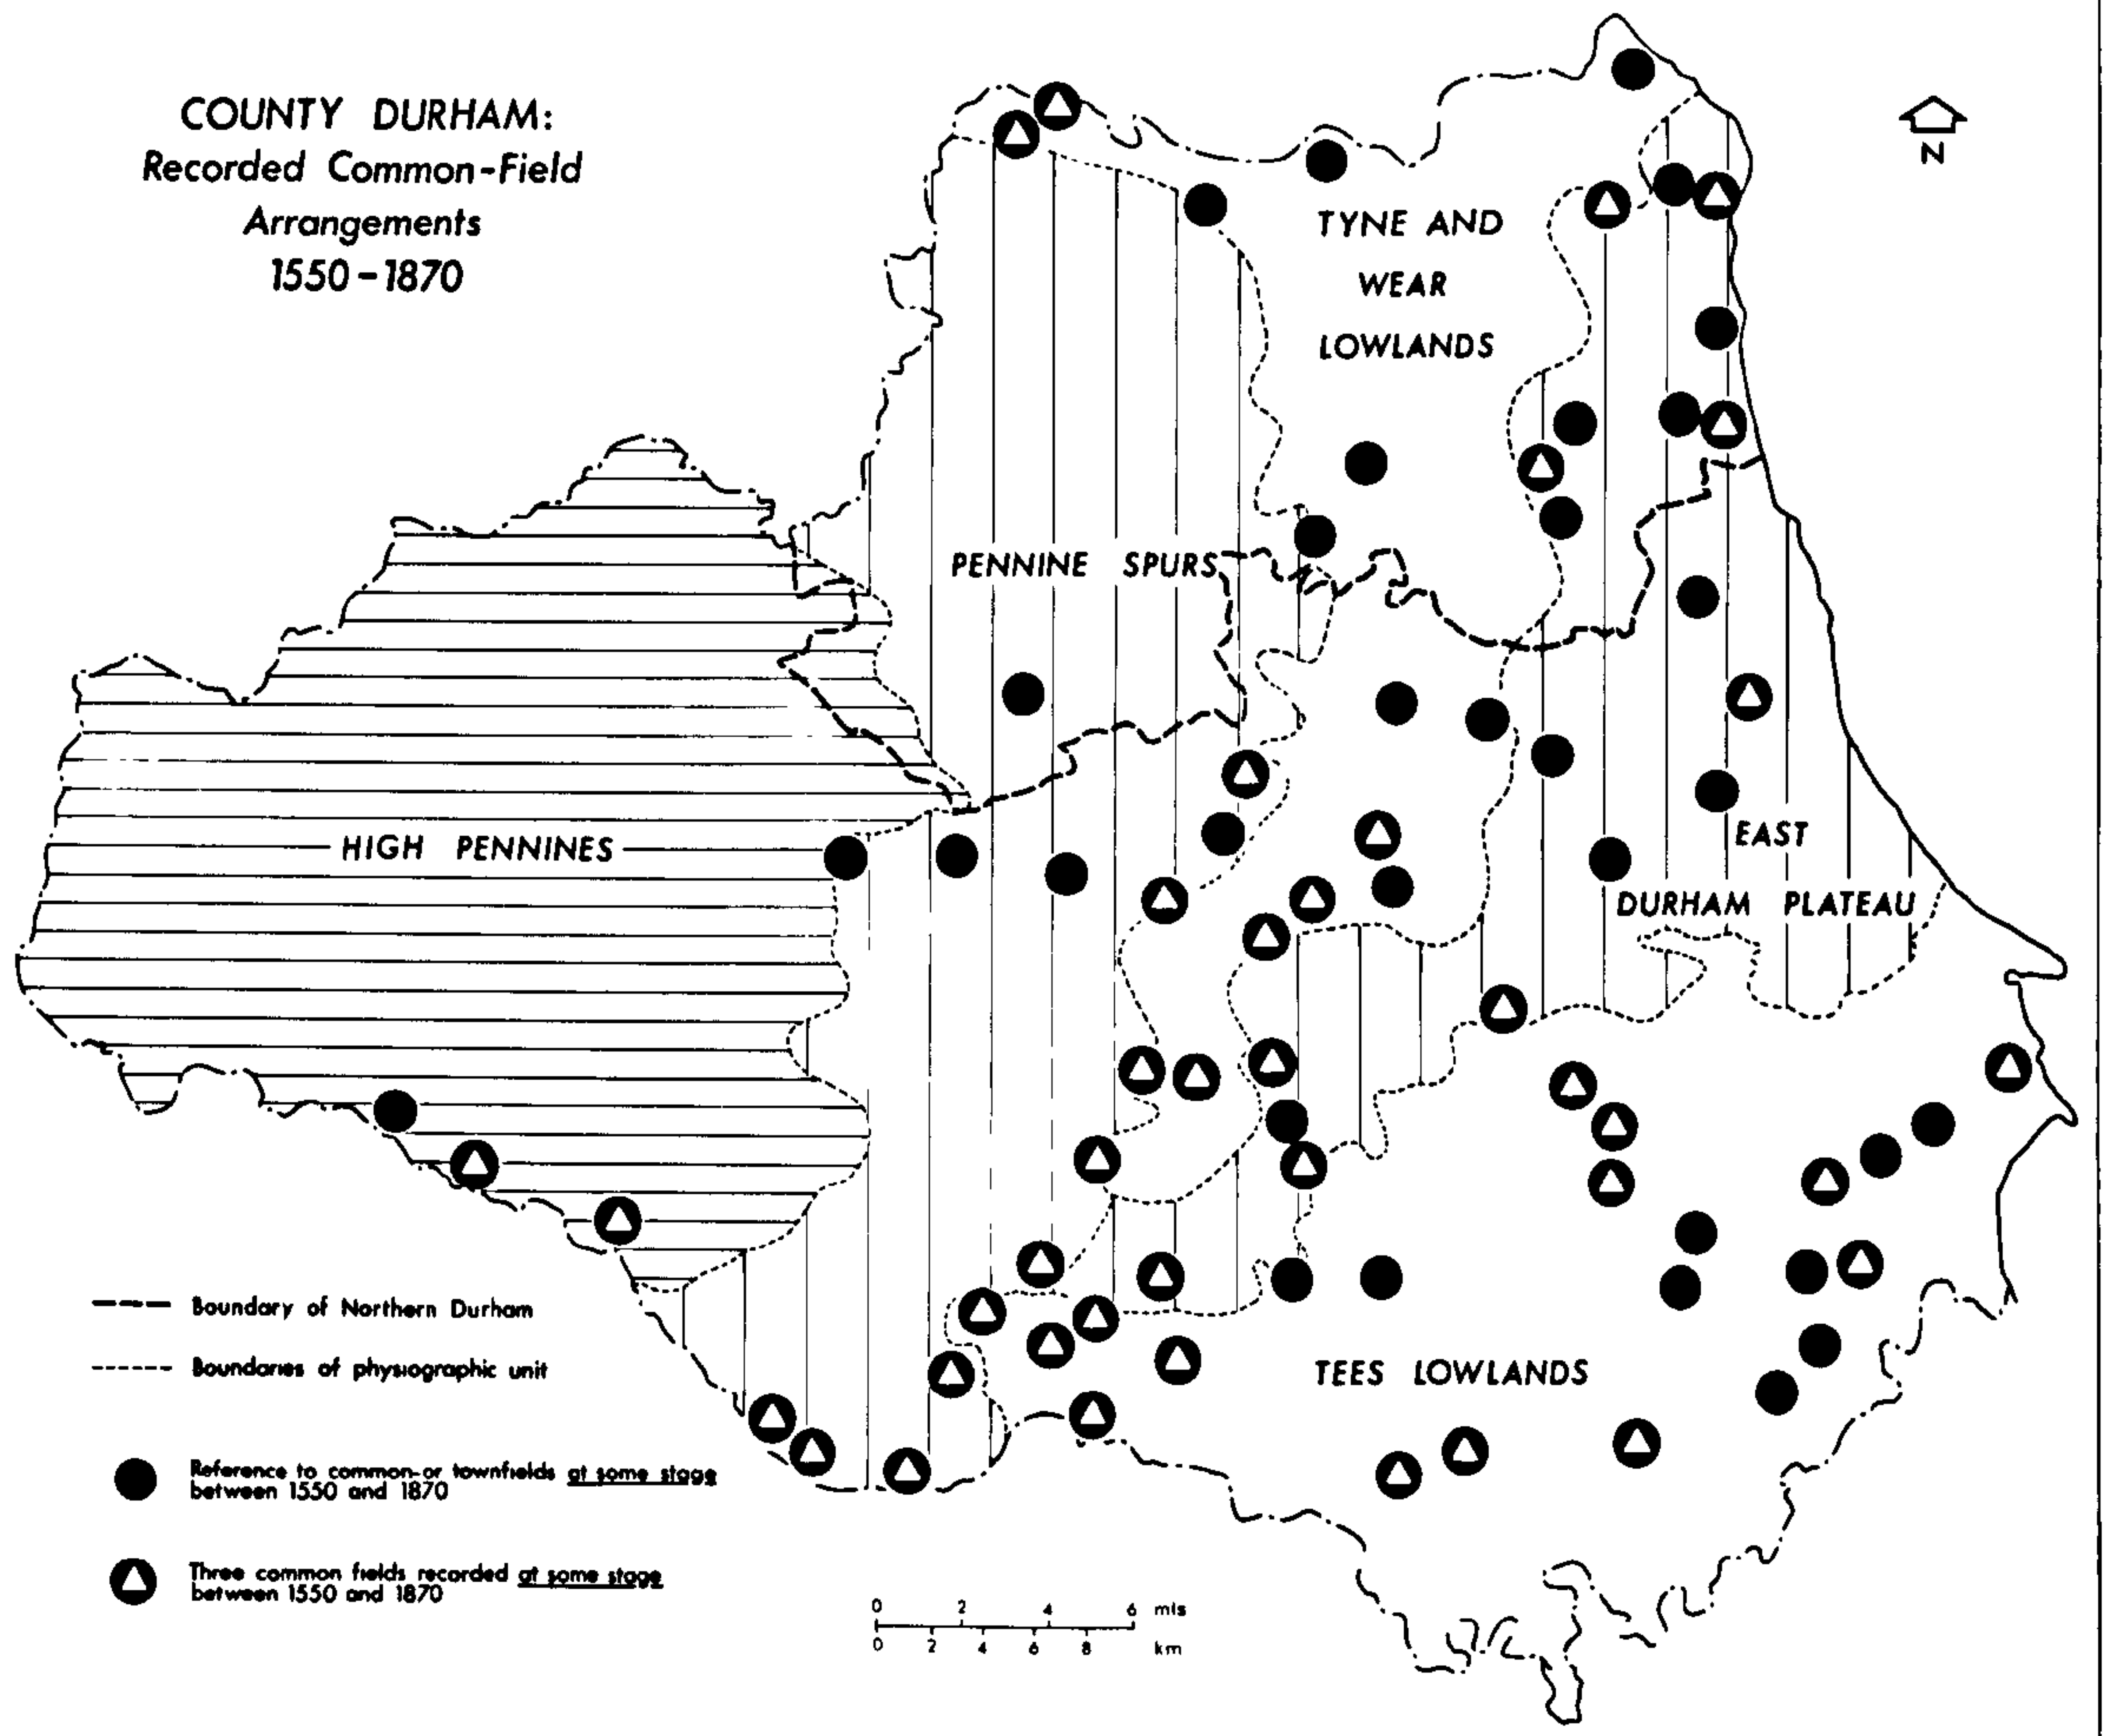 COUNTY DURHAM:
Recorded Common-Field
Arrangements
1550-1870
N
TYNE AND
WEAR
LOWLANDS
PENNINE SPURS
HIGH PENNINES
EAST
DURHAM PLATEAU
TEES LOWLANDS
Boundary of Northern Durham
Boundaries of physiographic unit
Reference to common-or townfields at some stage
between 1550 and 1870
Three common fields recorded at some stage
between 1550 and 1870
0 2 4 6 mls
0 2 4 6 8 km